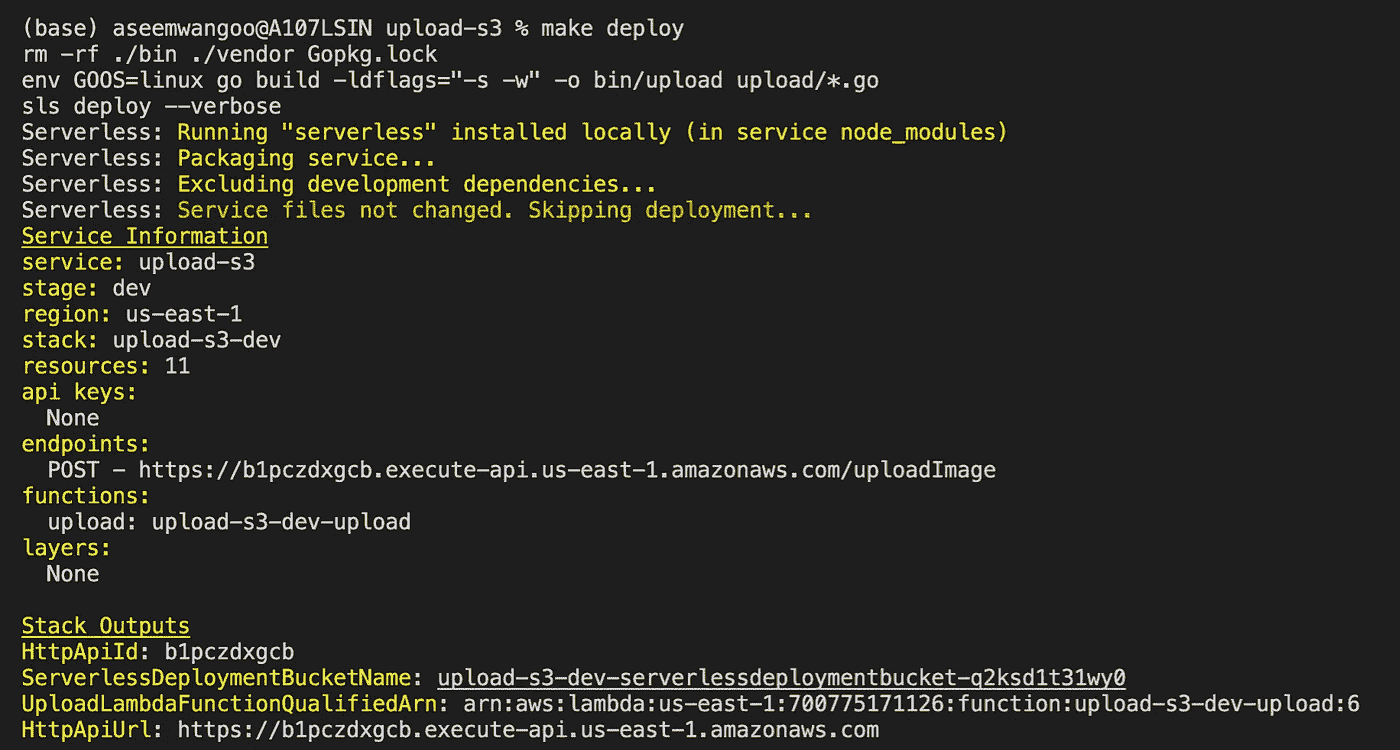 (base) aseemwangoo@A107LSIN upload-s3 % make deploy
rm -rf ./bin ./vendor Gopkg.lock
env GOOS=linux go build -ldflags="-s -w" -o bin/upload upload/*.go
sls deploy --verbose
Serverless: Running "serverless" installed locally (in service node_modules)
Serverless: Packaging service...
Serverless: Excluding development dependencies...
Serverless: Service files not changed. Skipping deployment...
Service Information
service: upload-s3
stage: dev
region: us-east-1
stack: upload-s3-dev
resources: 11
api keys:
  None
endpoints:
  POST - https://b1pczdxgcb.execute-api.us-east-1.amazonaws.com/uploadImage
functions:
  upload: upload-s3-dev-upload
layers:
  None

Stack Outputs
HttpApiId: b1pczdxgcb
ServerlessDeploymentBucketName: upload-s3-dev-serverlessdeploymentbucket-q2ksd1t31wy0
UploadLambdaFunctionQualifiedArn: arn:aws:lambda:us-east-1:700775171126:function:upload-s3-dev-upload:6
HttpApiUrl: https://b1pczdxgcb.execute-api.us-east-1.amazonaws.com